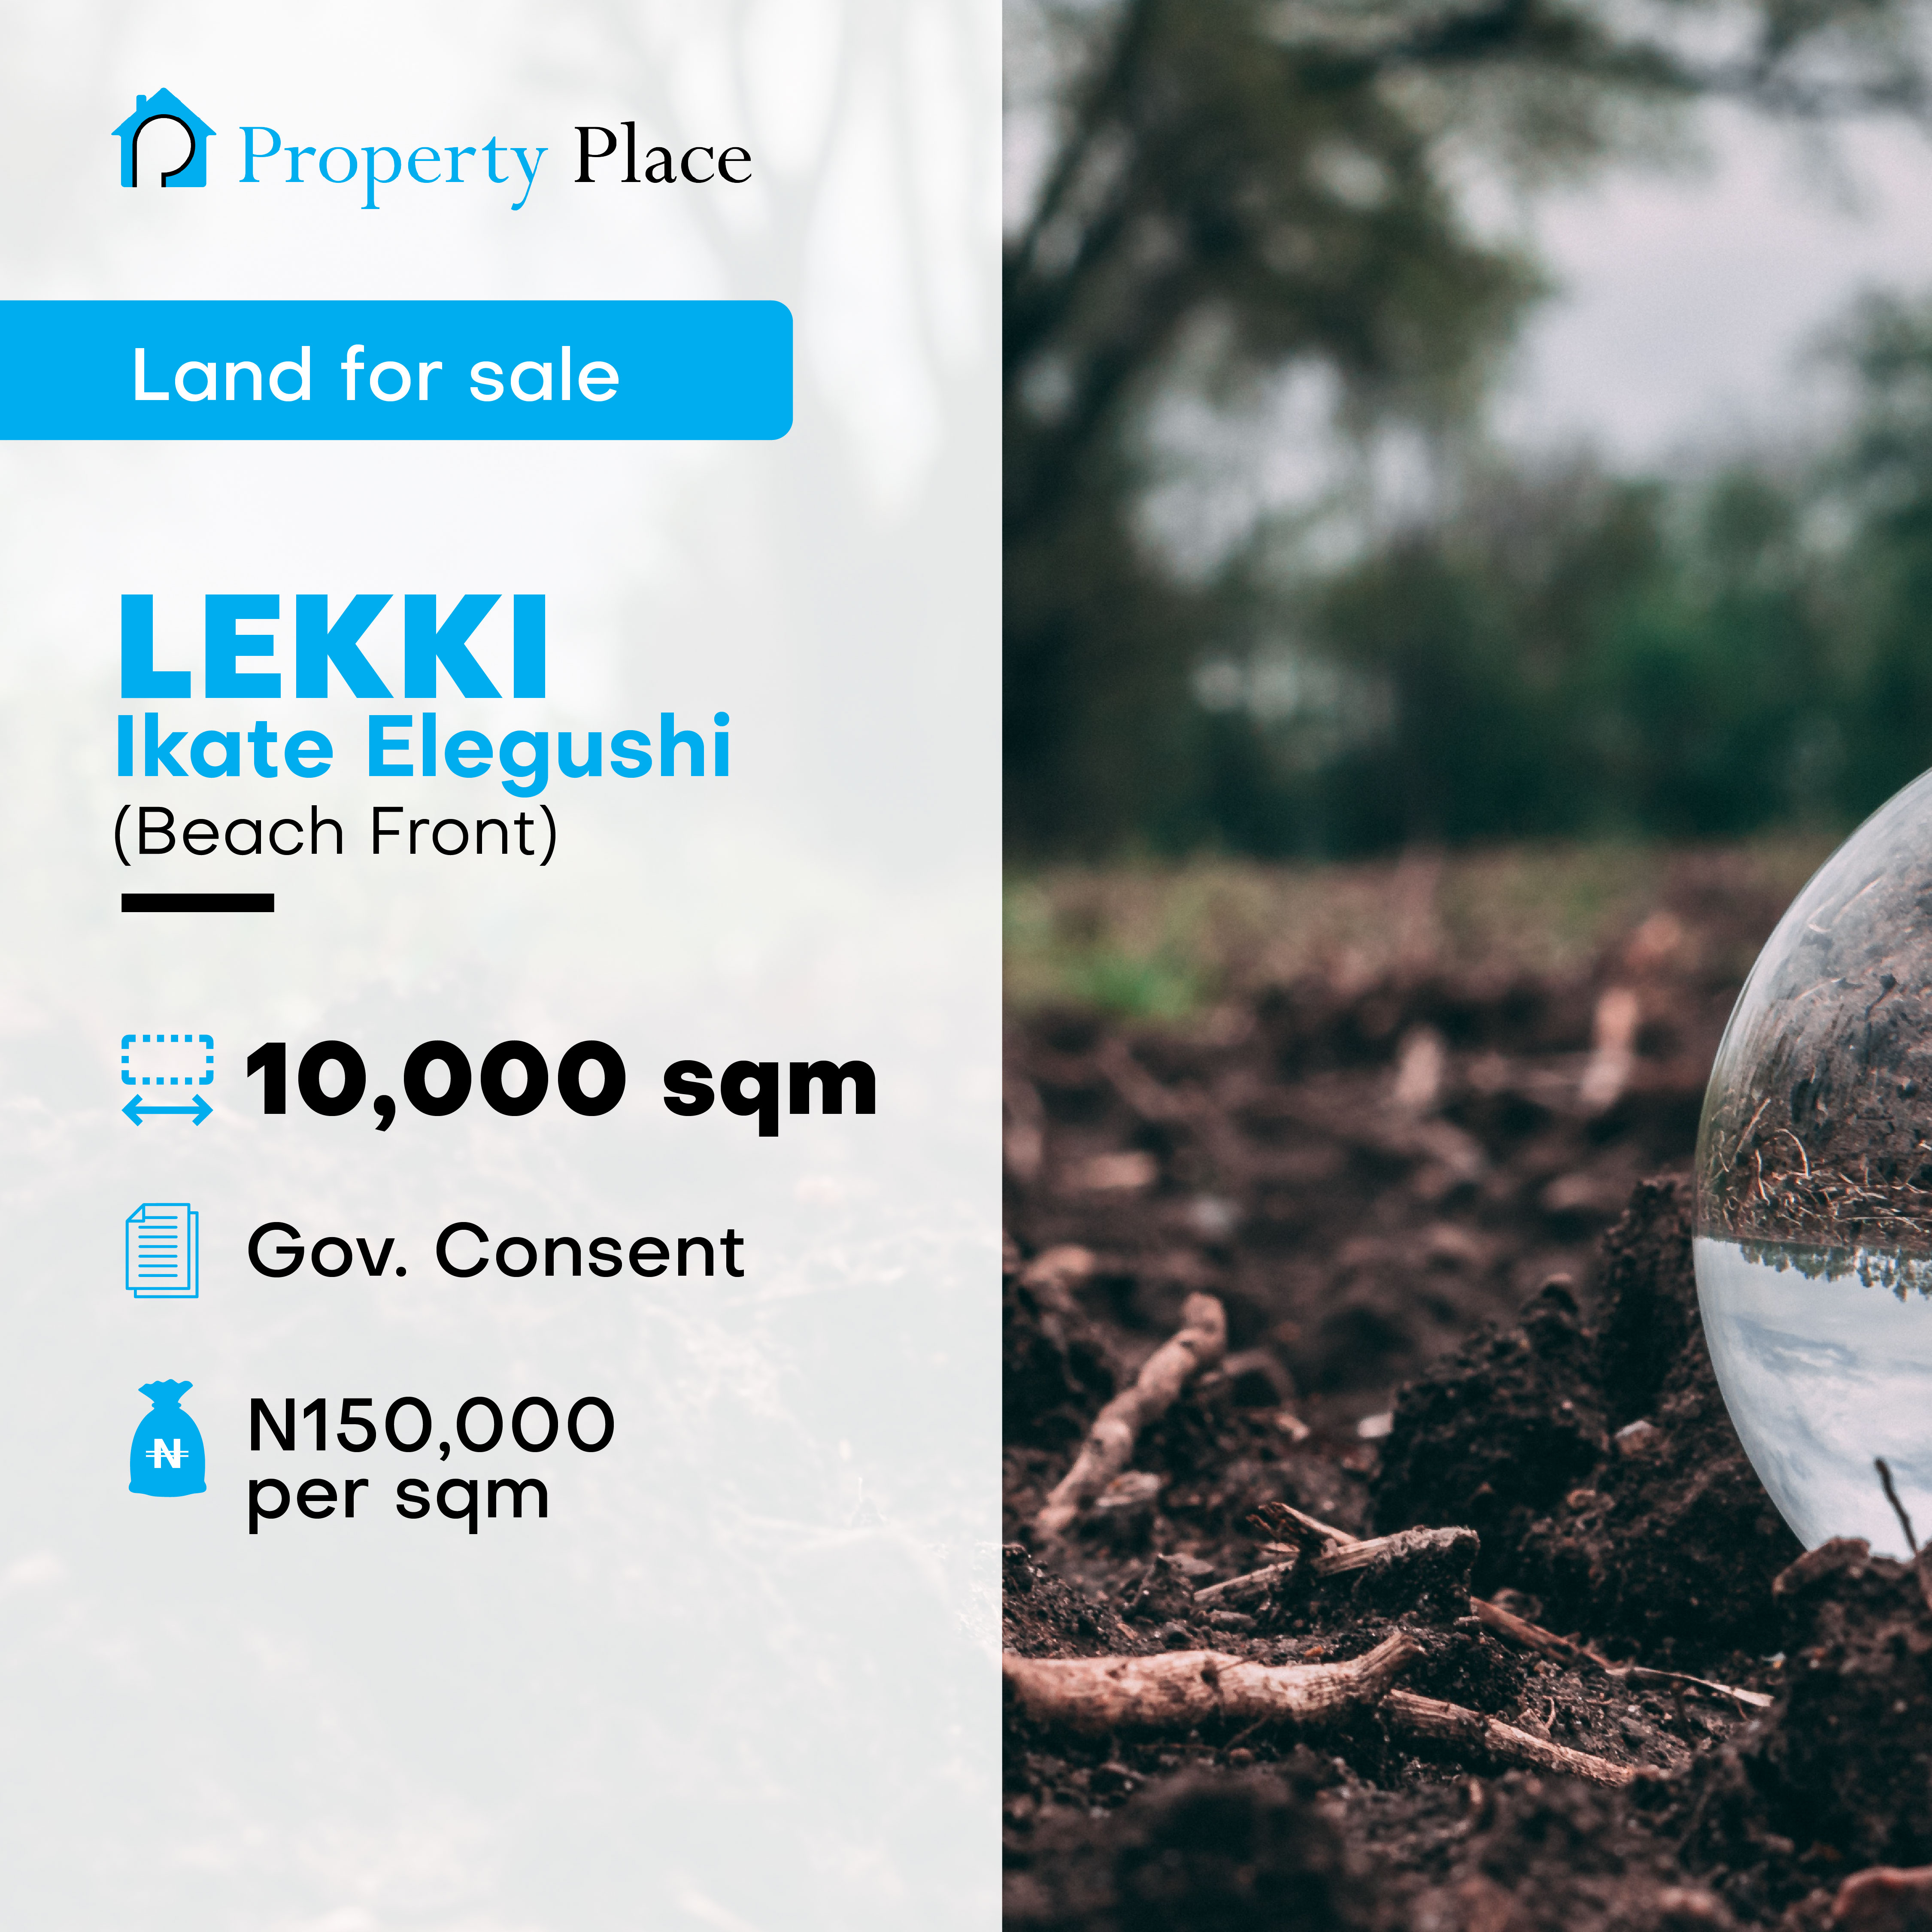 Property Place
Land for sale
LEKKI
Ikate Elegushi
(Beach Front)
10,000 sqm
Gov. Consent
N
N150,000
per sqm